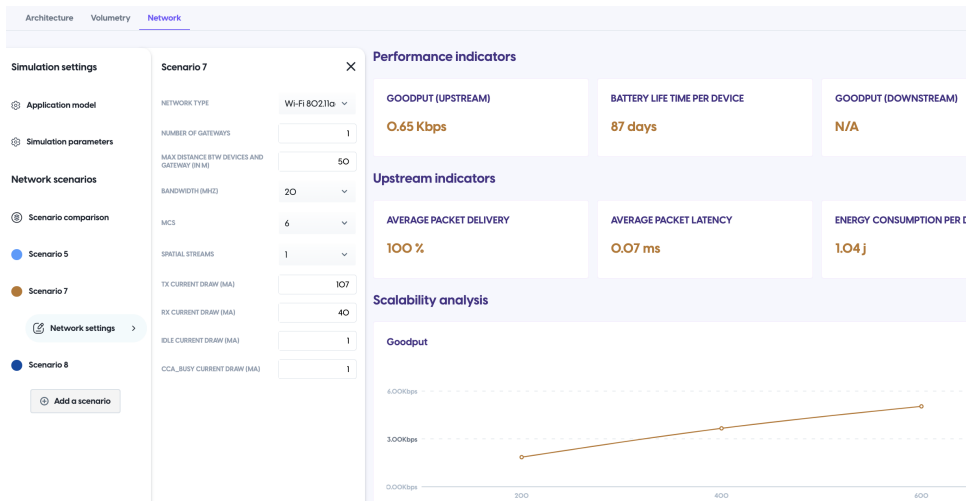 Architecture Volumetry Network
Simulation settings
Application model
Simulation parameters
Network scenarios
Scenario comparison
Scenario 5
Scenario 7
Network settings
Scenario 8
Add a scenario
Scenario 7
NETWORK TYPE Wi-Fi 802.11a
NUMBER OF GATEWAYS 1
MAX DISTANCE BTW DEVICES AND
GATEWAY (IN M) 50
BANDWIDTH (MHZ) 20
MCS 6
SPATIAL STREAMS 1
TX CURRENT DRAW (MA) 107
RX CURRENT DRAW (MA) 40
IDLE CURRENT DRAW (MA) 1
CCA_BUSY CURRENT DRAW (MA) 1
Performance indicators
GOODPUT (UPSTREAM) BATTERY LIFE TIME PER DEVICE GOODPUT (DOWNSTREAM)
0.65 Kbps 87 days N/A
Upstream indicators
AVERAGE PACKET DELIVERY AVERAGE PACKET LATENCY ENERGY CONSUMPTION PER
100 % 0.07 ms 1.04 j
Scalability analysis
Goodput
6.00Kbps
3.00Kbps
0.00Kbps
200 400 600